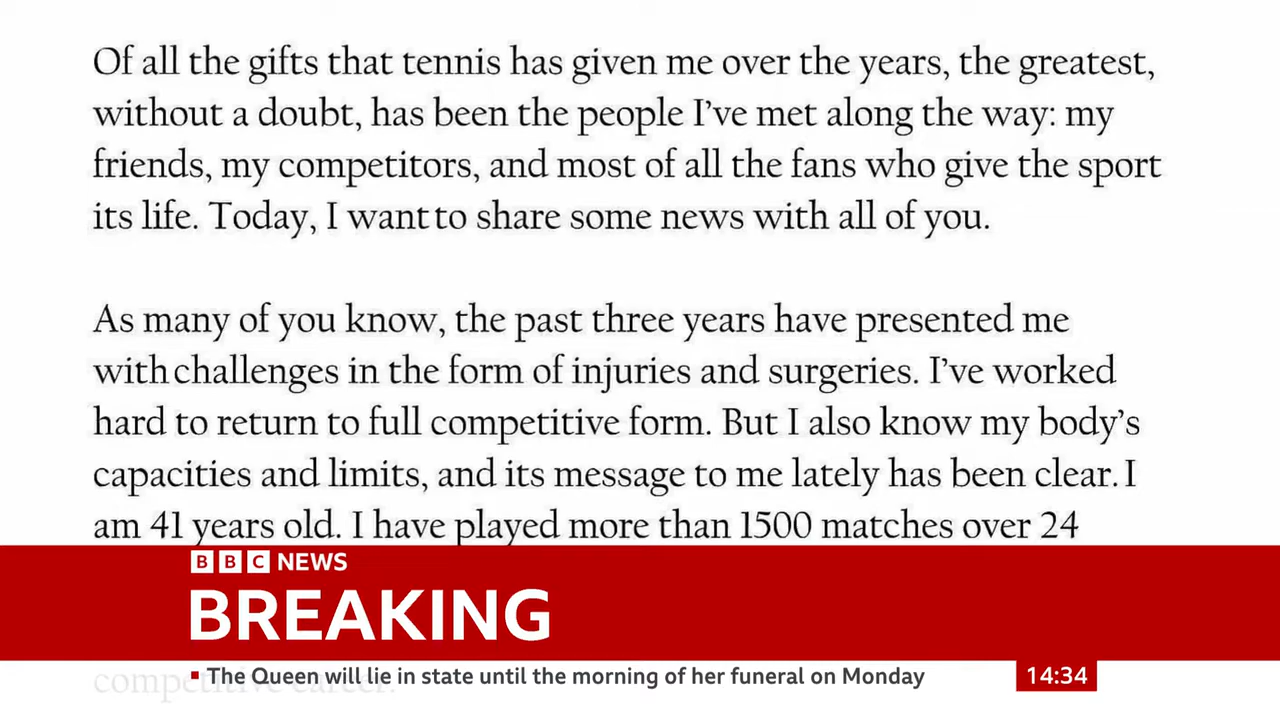 Of all the gifts that tennis has given me over the years, the greatest,
without a doubt, has been the people I’ve met along the way: my
friends, my competitors, and most of all the fans who give the sport
its life. Today, I want to share some news with all of you.
As many of you know, the past three years have presented me
with challenges in the form of injuries and surgeries. I’ve worked
hard to return to full competitive form. But I also know my body’s
capacities and limits, and its message to me lately has been clear. I
am 41 years old. I have played more than 1500 matches over 24
BBC NEWS
BREAKING
The Queen will lie in state until the morning of her funeral on Monday
14:34
competitive career.